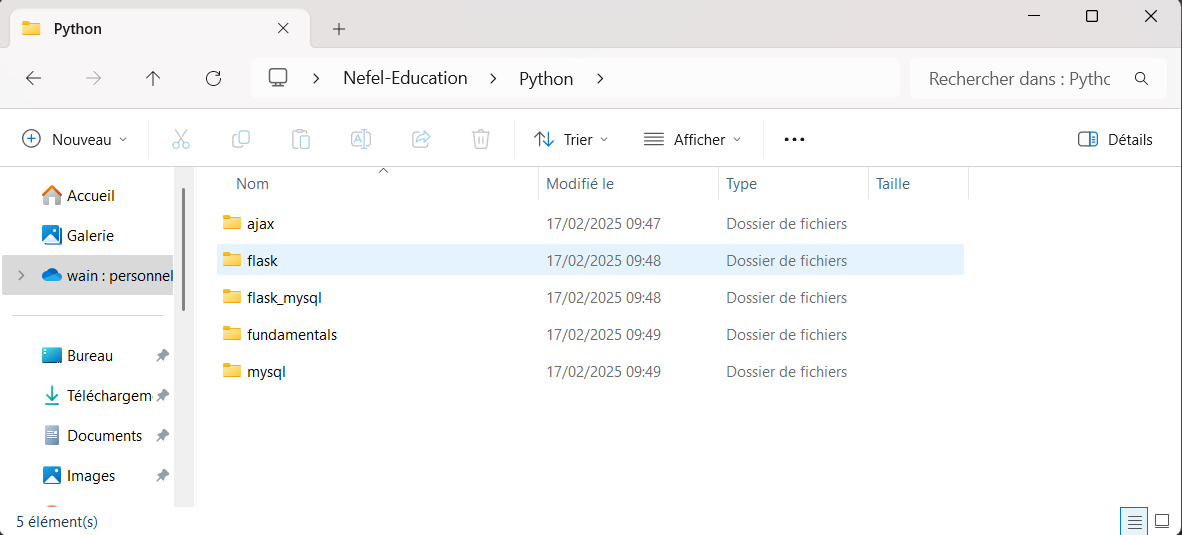 Python
Nefel-Education Python Rechercher dans : Pytho
Nouveau Trier Afficher Détails
Nom Modifié le Type Taille
Accueil
Galerie
wain : personnel
Bureau
Téléchargem
Documents
Images
ajax 17/02/2025 09:47 Dossier de fichiers
flask 17/02/2025 09:48 Dossier de fichiers
flask_mysql 17/02/2025 09:48 Dossier de fichiers
fundamentals 17/02/2025 09:49 Dossier de fichiers
mysql 17/02/2025 09:49 Dossier de fichiers
5 élément(s)